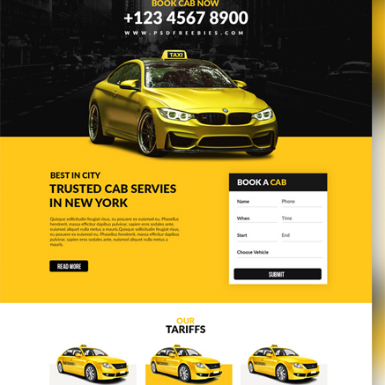 BOOK CAB NOW
+123 4567 8900
WWW.PSDFREEBIES.COM
TAXI
BEST IN CITY
TRUSTED CAB SERVIES
IN NEW YORK
Quisque sollicitudin feugiat risus, eu posuere ex euismod eu. Phasellus
hendrerit, massa efficitur dapibus pulvinar, sapien eros sodales ante,
euismod aliquet nulla metus a mauris. Quisque sollicitudin feugiat risus,
eu posuere ex euismod eu. Phasellus hendrerit, massa efficitur dapibus
pulvinar, sapien eros sodales ante, euismod aliquet nulla metus a
mauris.
READ MORE
BOOK A CAB
Name Phone
When Time
Start End
Choose Vehicle
SUBMIT
OUR
TARIFFS